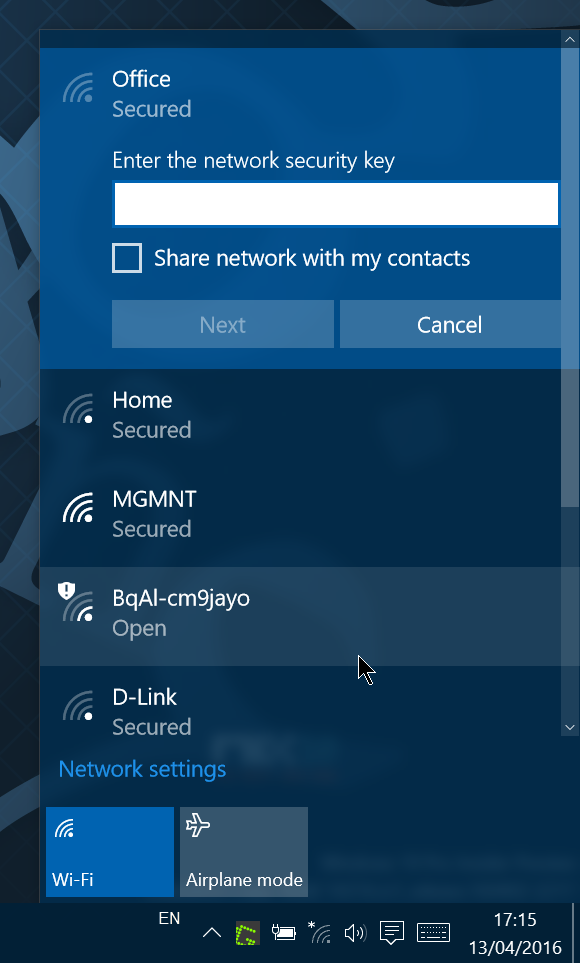 Office
Secured
Enter the network security key
Share network with my contacts
Next
Cancel
Home
Secured
MGMNT
Secured
BqAl-cm9jayo
Open
D-Link
Secured
Network settings
Wi-Fi
Airplane mode
EN
17:15
13/04/2016